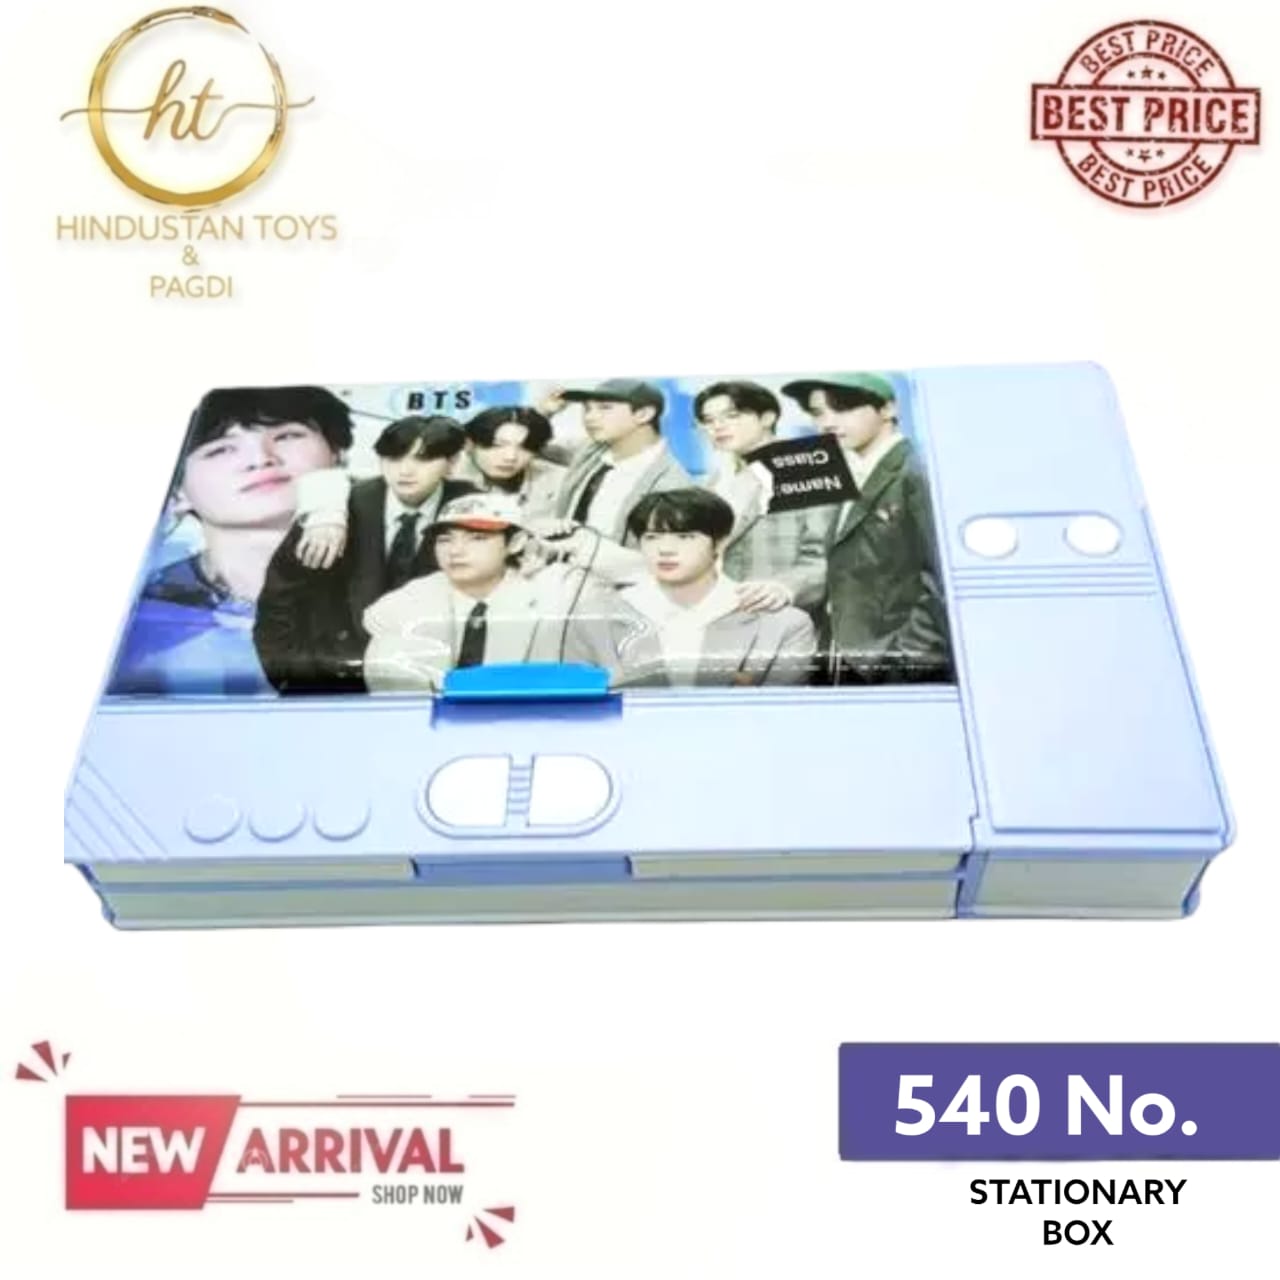 ht
HINDUSTAN TOYS
&
PAGDI
BEST PRICE
BEST PRICE
BEST PRICE
BTS
Class
Name:
NEW ARRIVAL
SHOP NOW
540 No.
STATIONARY
BOX